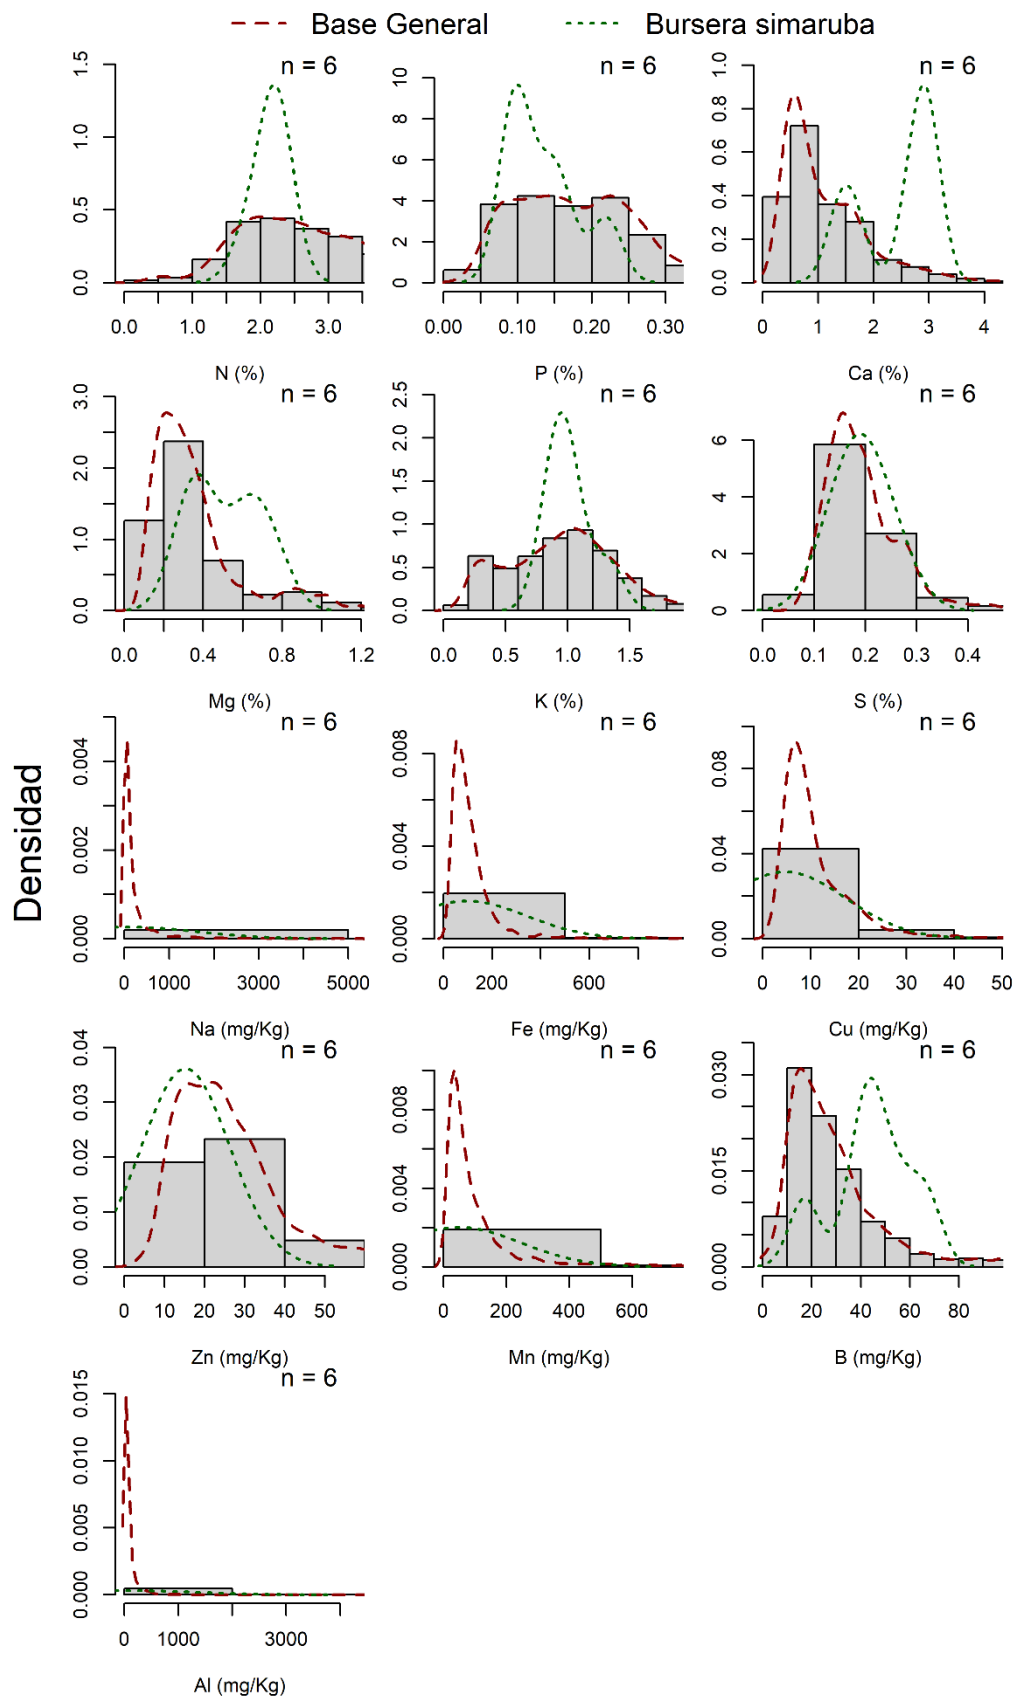 Base General Bursera simaruba
Densidad
n = 6 n = 6 n = 6
0.0 0.5 1.0 1.5
0 2 4 6 8 10
0.0 0.2 0.4 0.6 0.8 1.0
0.0 1.0 2.0 3.0
0.00 0.10 0.20 0.30
0 1 2 3 4
N (%) P (%) Ca (%)
n = 6 n = 6 n = 6
0.0 1.0 2.0 3.0
0.0 0.5 1.0 1.5 2.0 2.5
0 2 4 6
0.0 0.4 0.8 1.2
0.0 0.5 1.0 1.5
0.0 0.1 0.2 0.3 0.4
Mg (%) K (%) S (%)
n = 6 n = 6 n = 6
0.000 0.002 0.004
0.000 0.004 0.008
0.00 0.04 0.08
0 1000 3000 5000
0 200 600
0 10 20 30 40 50
Na (mg/Kg) Fe (mg/Kg) Cu (mg/Kg)
n = 6 n = 6 n = 6
0.00 0.01 0.02 0.03 0.04
0.000 0.004 0.008
0.000 0.015 0.030
0 10 20 30 40 50
0 200 400 600
0 20 40 60 80
Zn (mg/Kg) Mn (mg/Kg) B (mg/Kg)
n = 6
0.000 0.005 0.010 0.015
0 1000 3000
Al (mg/Kg)